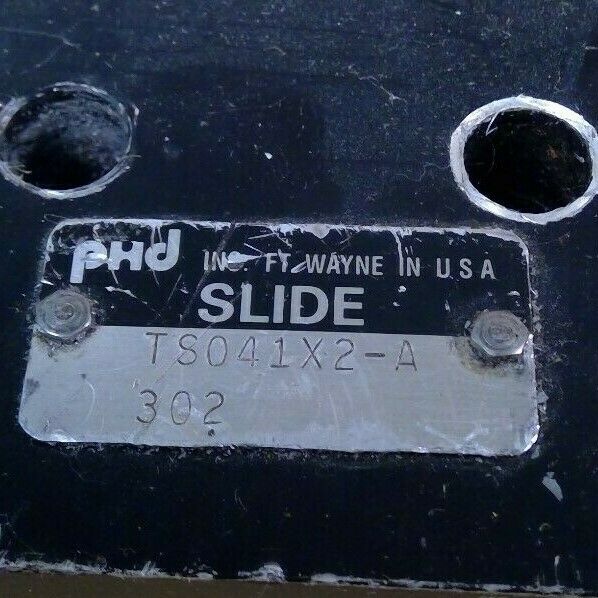 PHD INC. FT. WAYNE IN U.S.A
SLIDE
TS041X2-A
302